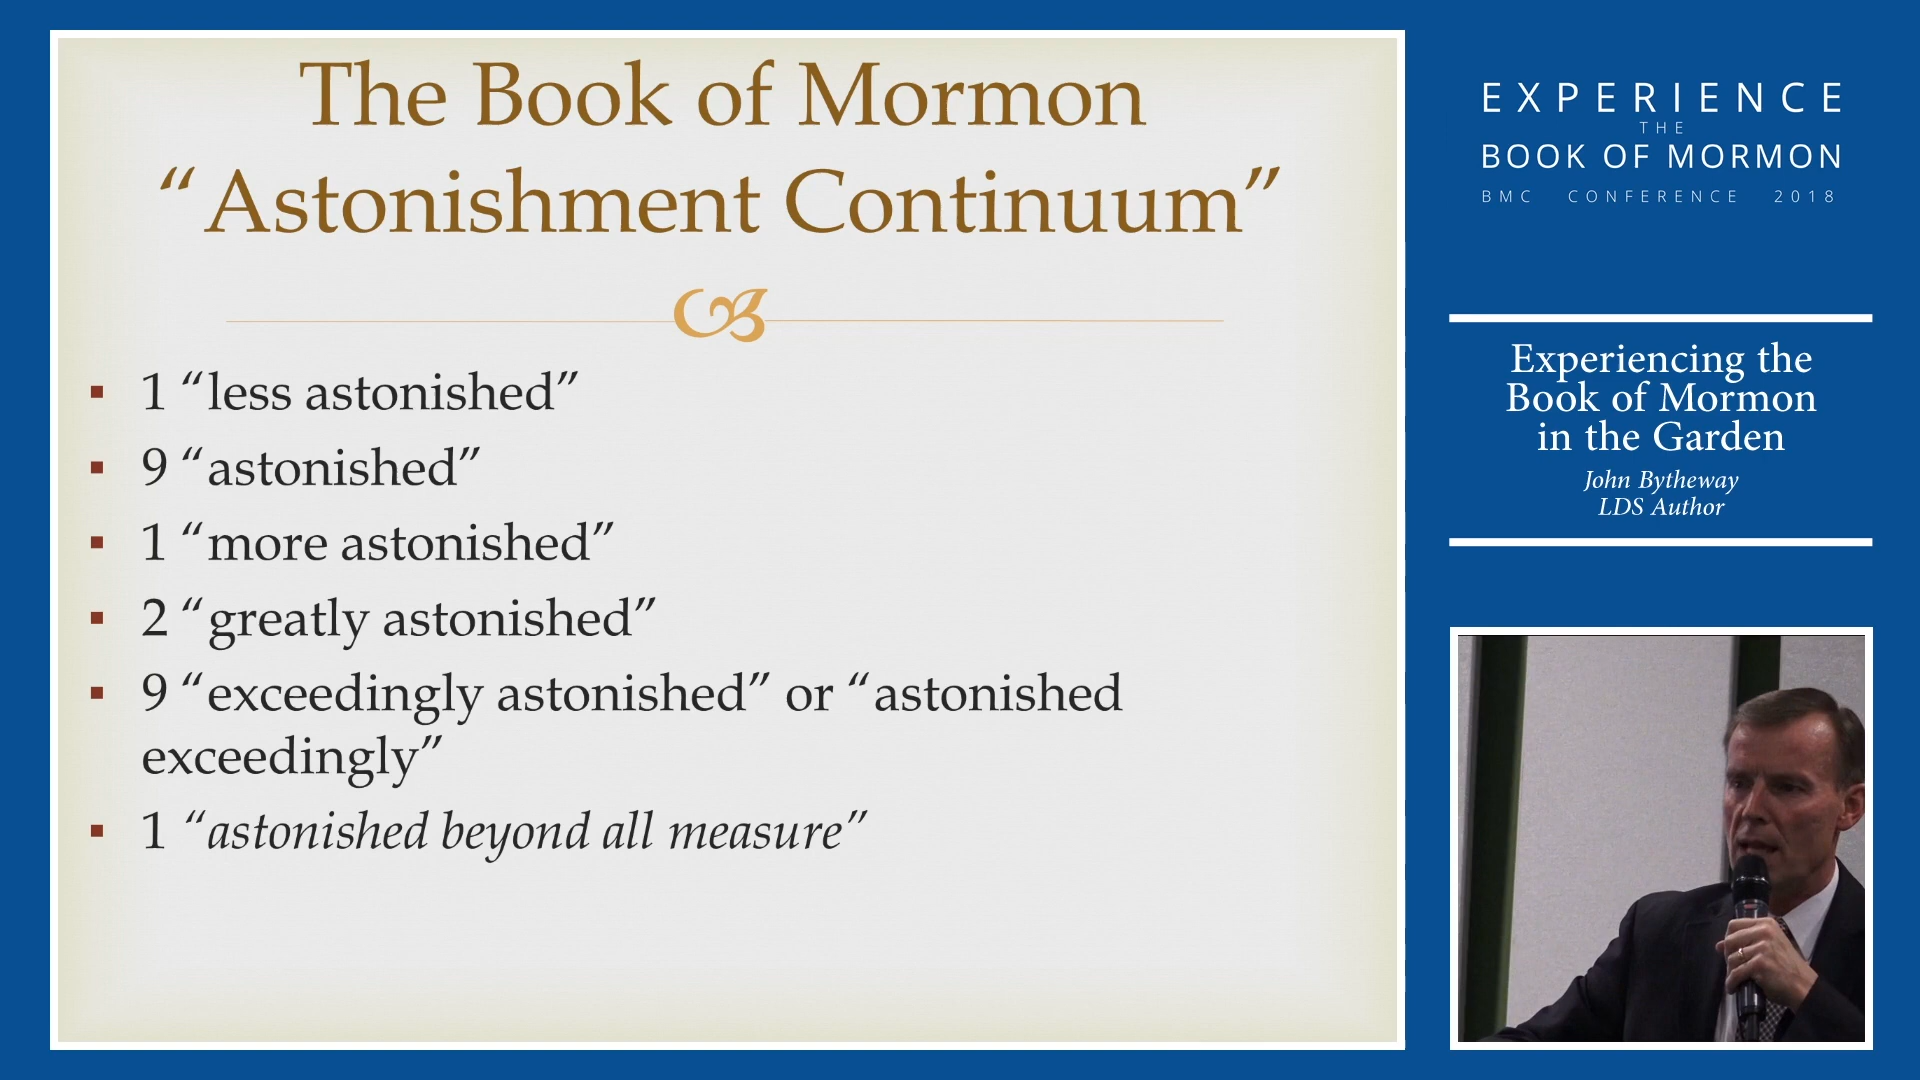 The Book of Mormon
“Astonishment Continuum”
▪ 1 “less astonished”
▪ 9 “astonished”
▪ 1 “more astonished”
▪ 2 “greatly astonished”
▪ 9 “exceedingly astonished” or “astonished
exceedingly”
▪ 1 “astonished beyond all measure”
EXPERIENCE
THE
BOOK OF MORMON
BMC CONFERENCE 2018
Experiencing the
Book of Mormon
in the Garden
John Bytheway
LDS Author